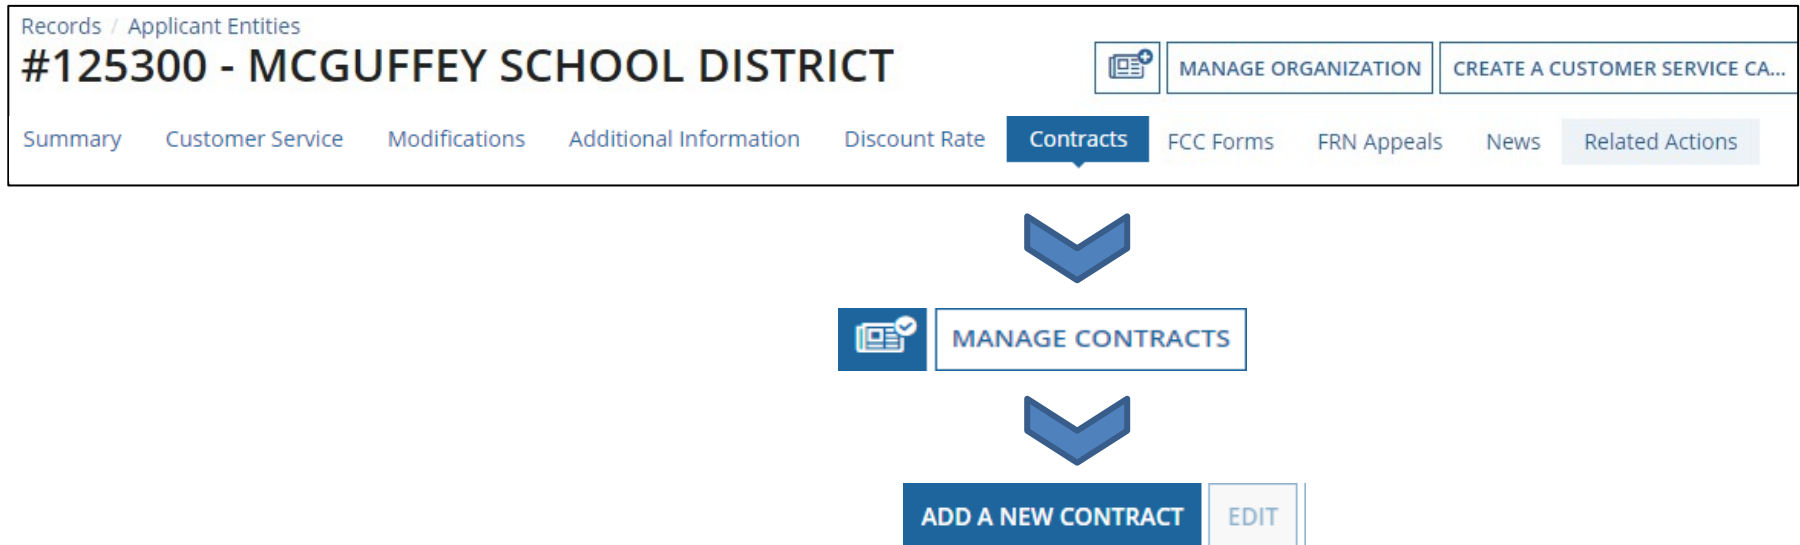 Records / Applicant Entities
#125300 - MCGUFFEY SCHOOL DISTRICT
MANAGE ORGANIZATION CREATE A CUSTOMER SERVICE CA...
Summary Customer Service Modifications Additional Information Discount Rate Contracts FCC Forms FRN Appeals News Related Actions
MANAGE CONTRACTS
ADD A NEW CONTRACT EDIT